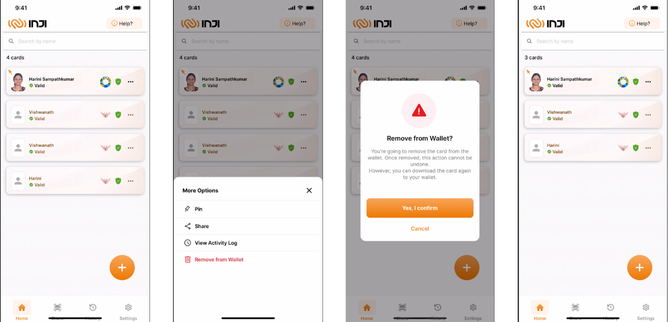 9:41
INJI
Help?
Search by name
4 cards
Harini Sampathkumar
Valid
Vishwanath
Valid
Vishwanath
Valid
Harini
Valid
Home
Settings
9:41
INJI
Help?
Search by name
4 cards
Harini Sampathkumar
Valid
Vishwanath
Valid
Vishwanath
Valid
More Options
Pin
Share
View Activity Log
Remove from Wallet
9:41
INJI
Help?
Search by name
4 cards
Remove from Wallet?
You're going to remove the card from the
wallet. Once removed, this action cannot be
undone.
However, you can download the card again
to your wallet.
Yes, I confirm
Cancel
Home
Settings
9:41
INJI
Help?
Search by name
3 cards
Harini Sampathkumar
Valid
Vishwanath
Valid
Harini
Valid
Home
Settings